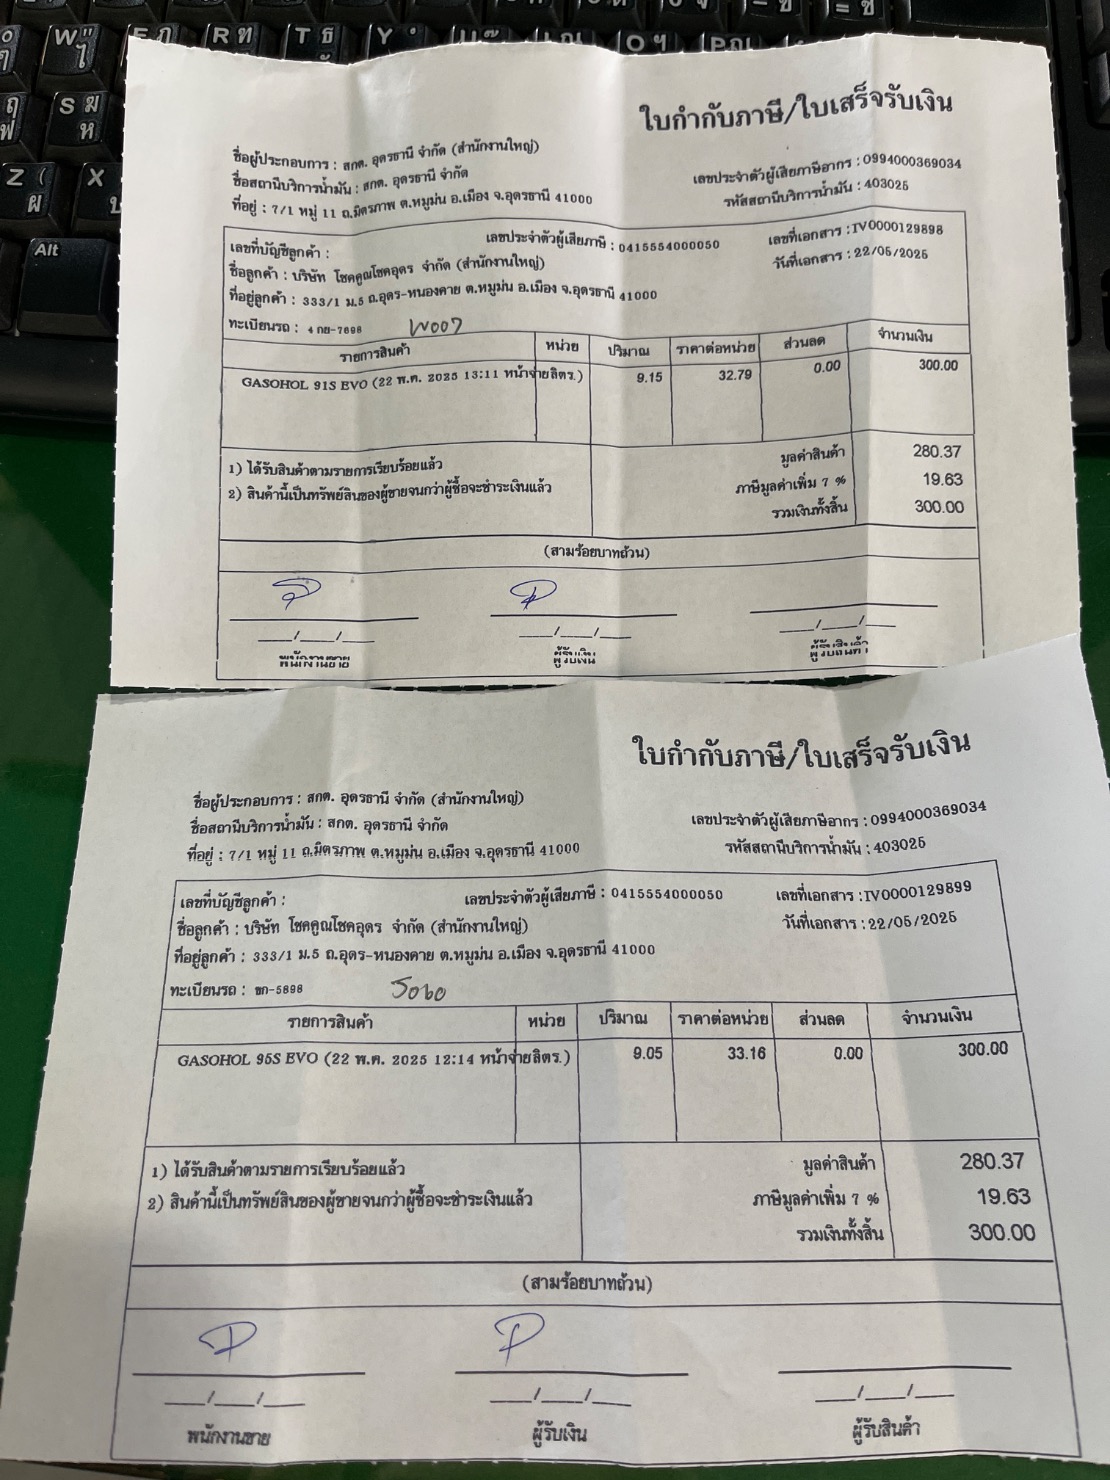 W "
ไ
E ฎ
R ฑ
T ธ
Y
O ฯ
P ญ
= ช
ฤ
ฟ
S ฆ
ห
Z (
ผ
X
Alt
ใบกำกับภาษี/ใบเสร็จรับเงิน
ชื่อผู้ประกอบการ : สกต. อุดรธานี จำกัด (สำนักงานใหญ่)
ชื่อสถานีบริการน้ำมัน : สกต. อุดรธานี จำกัด
ที่อยู่ : 7/1 หมู่ 11 ถ.มิตรภาพ ต.หมูม่น อ.เมือง จ.อุดรธานี 41000
เลขประจำตัวผู้เสียภาษีอากร : 0994000369034
รหัสสถานีบริการน้ำมัน : 403025
เลขที่บัญชีลูกค้า : เลขประจำตัวผู้เสียภาษี : 0415554000050 เลขที่เอกสาร : IV0000129898
ชื่อลูกค้า : บริษัท โชคคูณโชคอุดร จำกัด (สำนักงานใหญ่) วันที่เอกสาร : 22/05/2025
ที่อยู่ลูกค้า : 333/1 ม.5 ถ.อุดร-หนองคาย ต.หมูม่น อ.เมือง จ.อุดรธานี 41000
ทะเบียนรถ : 4 กย-7698
รายการสินค้า หน่วย ปริมาณ ราคาต่อหน่วย ส่วนลด จำนวนเงิน
GASOHOL 91S EVO (22 พ.ค. 2025 13:11 หน้าจ่ายลิตร.) 9.15 32.79 0.00 300.00
1) ได้รับสินค้าตามรายการเรียบร้อยแล้ว มูลค่าสินค้า 280.37
2) สินค้านี้เป็นทรัพย์สินของผู้ขายจนกว่าผู้ซื้อจะชำระเงินแล้ว ภาษีมูลค่าเพิ่ม 7 % 19.63
รวมเงินทั้งสิ้น 300.00
(สามร้อยบาทถ้วน)
___/___/___ ___/___/___ ___/___/___
พนักงานขาย ผู้รับเงิน ผู้รับสินค้า
ใบกำกับภาษี/ใบเสร็จรับเงิน
ชื่อผู้ประกอบการ : สกต. อุดรธานี จำกัด (สำนักงานใหญ่)
ชื่อสถานีบริการน้ำมัน : สกต. อุดรธานี จำกัด
ที่อยู่ : 7/1 หมู่ 11 ถ.มิตรภาพ ต.หมูม่น อ.เมือง จ.อุดรธานี 41000
เลขประจำตัวผู้เสียภาษีอากร : 0994000369034
รหัสสถานีบริการน้ำมัน : 403025
เลขที่บัญชีลูกค้า : เลขประจำตัวผู้เสียภาษี : 0415554000050 เลขที่เอกสาร : IV0000129899
ชื่อลูกค้า : บริษัท โชคคูณโชคอุดร จำกัด (สำนักงานใหญ่) วันที่เอกสาร : 22/05/2025
ที่อยู่ลูกค้า : 333/1 ม.5 ถ.อุดร-หนองคาย ต.หมูม่น อ.เมือง จ.อุดรธานี 41000
ทะเบียนรถ : ขก-5898
รายการสินค้า หน่วย ปริมาณ ราคาต่อหน่วย ส่วนลด จำนวนเงิน
GASOHOL 95S EVO (22 พ.ค. 2025 12:14 หน้าจ่ายลิตร.) 9.05 33.16 0.00 300.00
1) ได้รับสินค้าตามรายการเรียบร้อยแล้ว มูลค่าสินค้า 280.37
2) สินค้านี้เป็นทรัพย์สินของผู้ขายจนกว่าผู้ซื้อจะชำระเงินแล้ว ภาษีมูลค่าเพิ่ม 7 % 19.63
รวมเงินทั้งสิ้น 300.00
(สามร้อยบาทถ้วน)
___/___/___ ___/___/___ ___/___/___
พนักงานขาย ผู้รับเงิน ผู้รับสินค้า